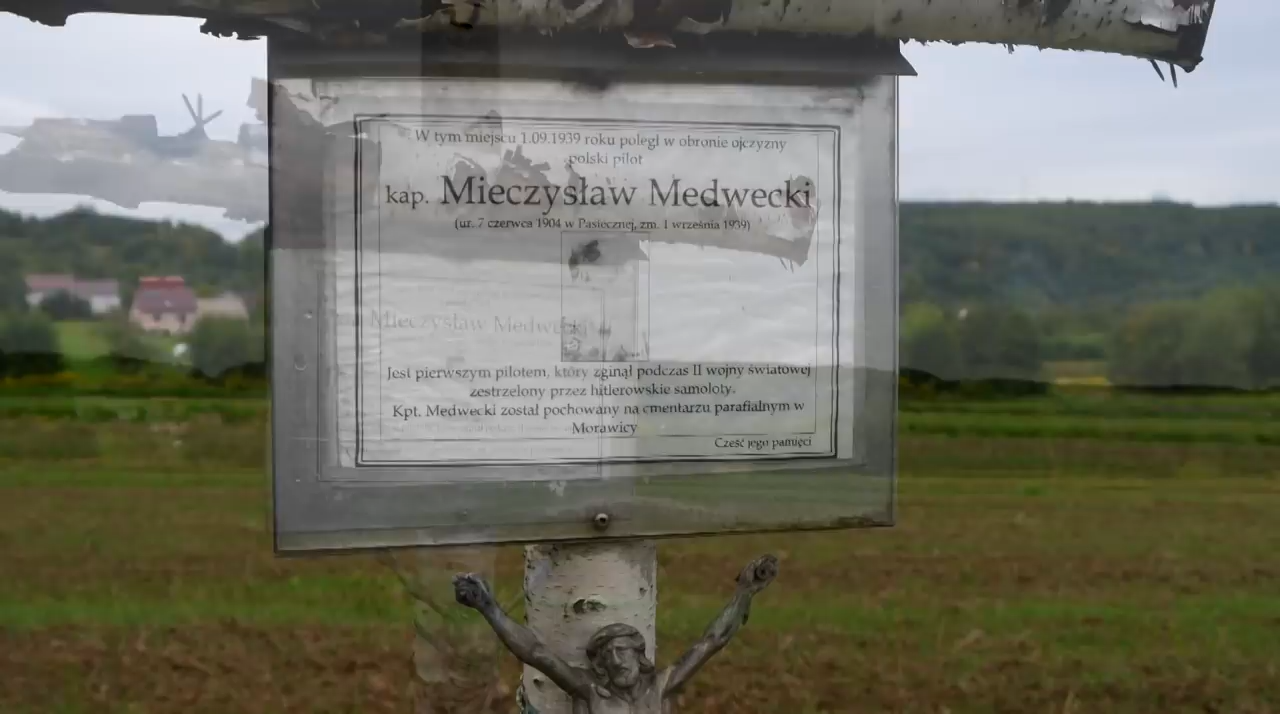 W tym miejscu 1.09.1939 roku poległ w obronie ojczyzny
polski pilot
kap. Mieczysław Medwecki
(ur. 7 czerwca 1904 w Pasiecznej, zm. 1 września 1939)
Mieczysław Medwecki
Jest pierwszym pilotem, który zginął podczas II wojny światowej
zestrzelony przez hitlerowskie samoloty.
Kpt. Medwecki został pochowany na cmentarzu parafialnym w
Morawicy
Cześć jego pamięci